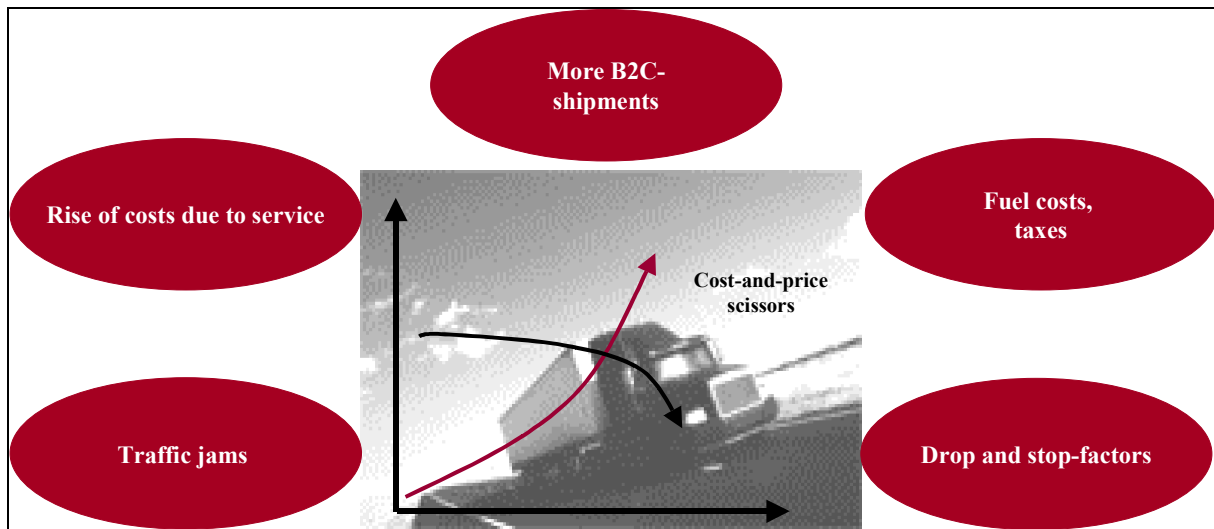 More B2C-
shipments
Rise of costs due to service
Fuel costs,
taxes
Cost-and-price
scissors
Traffic jams
Drop and stop-factors